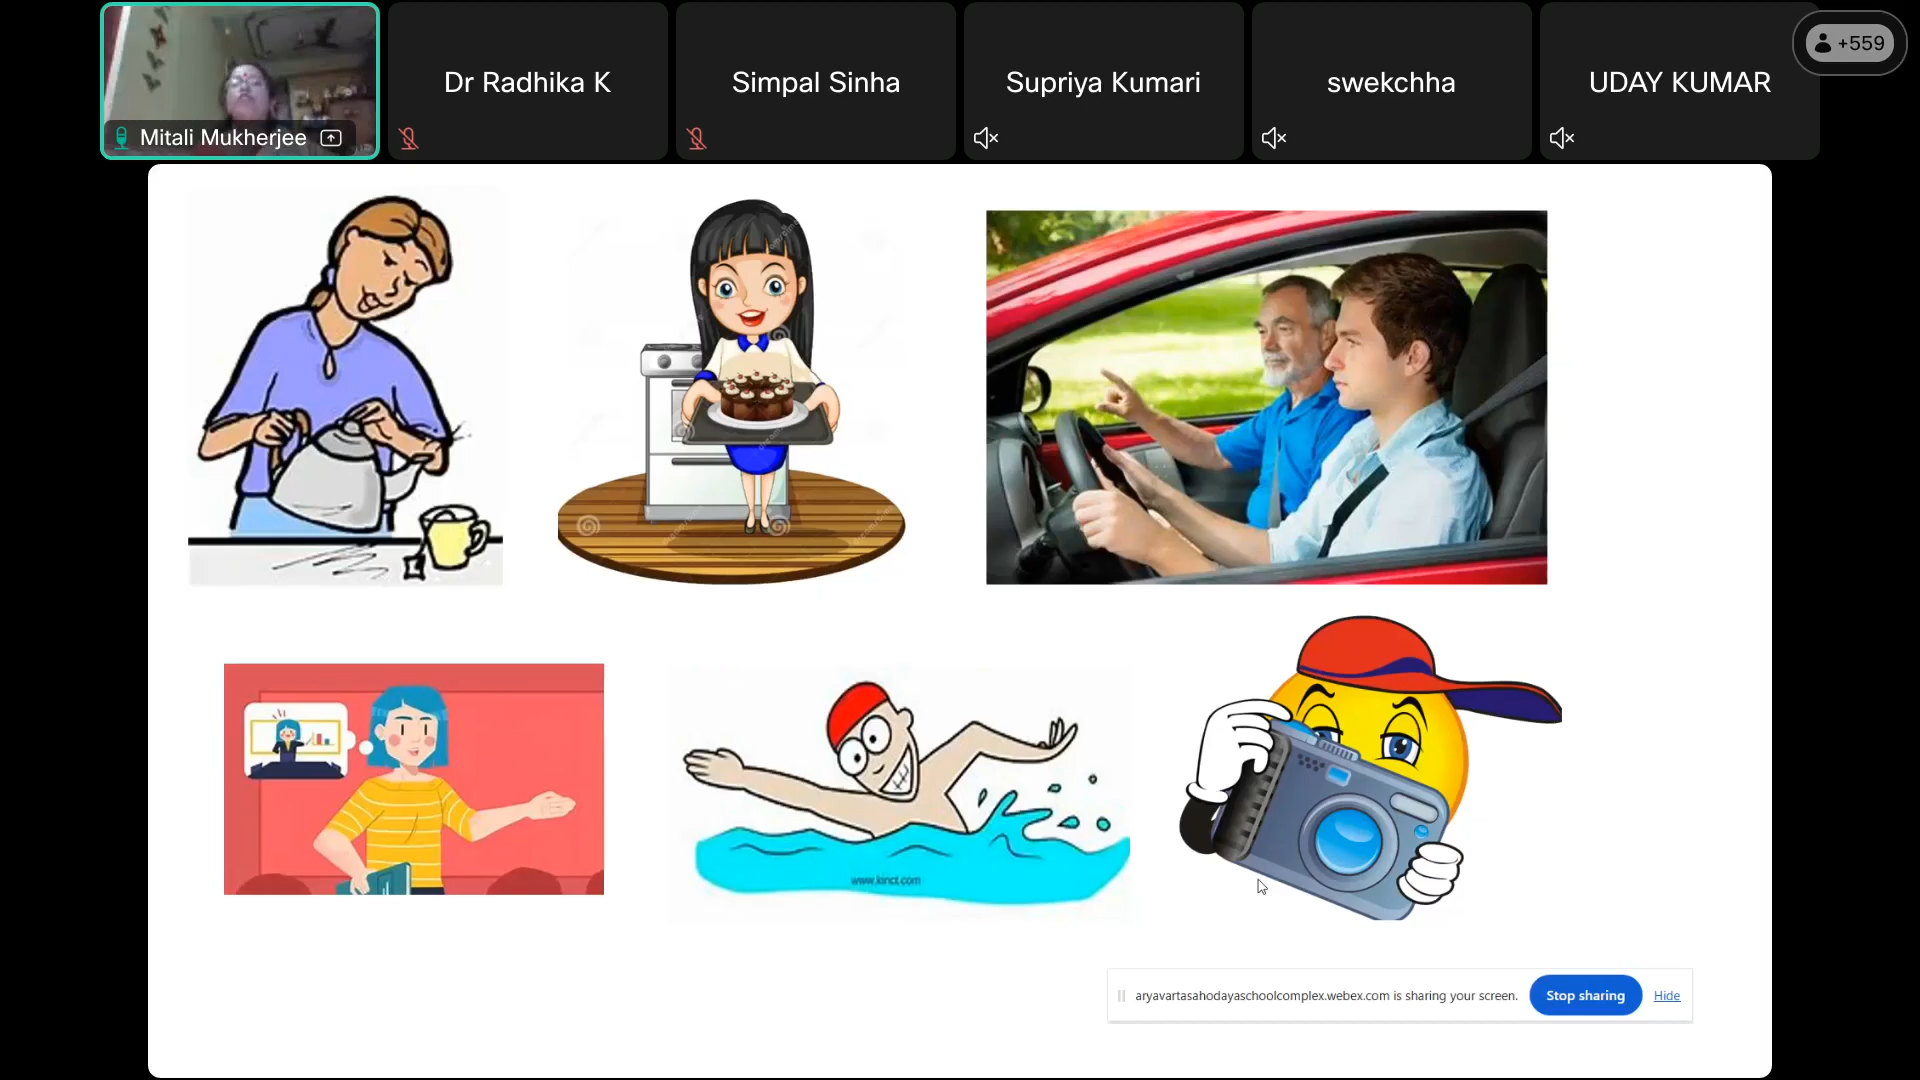 Mitali Mukherjee
Dr Radhika K
Simpal Sinha
Supriya Kumari
swekchha
UDAY KUMAR
+559
www.kinct.com
aryavartasahodayaschoolcomplex.webex.com is sharing your screen.
Stop sharing
Hide